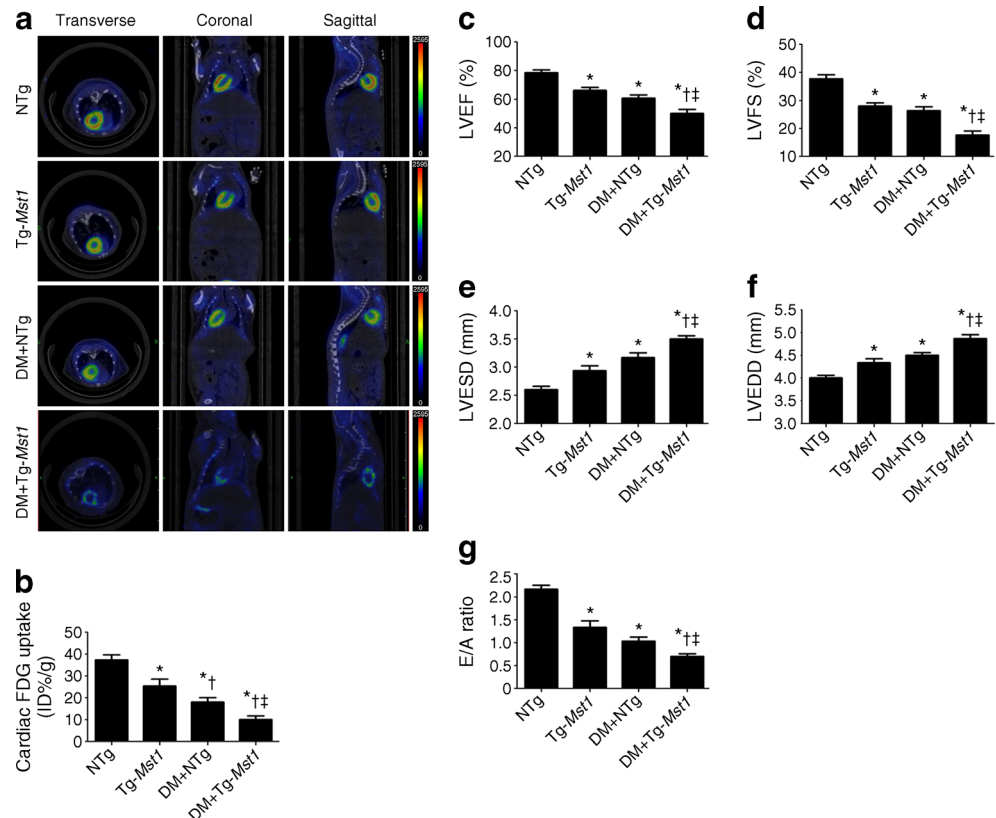 a
Transverse
Coronal
Sagittal
NTg
2595
0
Tg-Mst1
2595
0
DM+NTg
2595
0
DM+Tg-Mst1
2595
0
b
Cardiac FDG uptake
(ID%/g)
50
40
30
20
10
0
*
*†
*†‡
NTg
Tg-Mst1
DM+NTg
DM+Tg-Mst1
c
LVEF (%)
100
80
60
40
20
*
*
*†‡
NTg
Tg-Mst1
DM+NTg
DM+Tg-Mst1
d
LVFS (%)
50
40
30
20
10
*
*
*†‡
NTg
Tg-Mst1
DM+NTg
DM+Tg-Mst1
e
LVESD (mm)
4.0
3.5
3.0
2.5
2.0
*
*
*†‡
NTg
Tg-Mst1
DM+NTg
DM+Tg-Mst1
f
LVEDD (mm)
5.5
5.0
4.5
4.0
3.5
3.0
*
*
*†‡
NTg
Tg-Mst1
DM+NTg
DM+Tg-Mst1
g
E/A ratio
2.5
2.0
1.5
1.0
0.5
0
*
*
*†‡
NTg
Tg-Mst1
DM+NTg
DM+Tg-Mst1